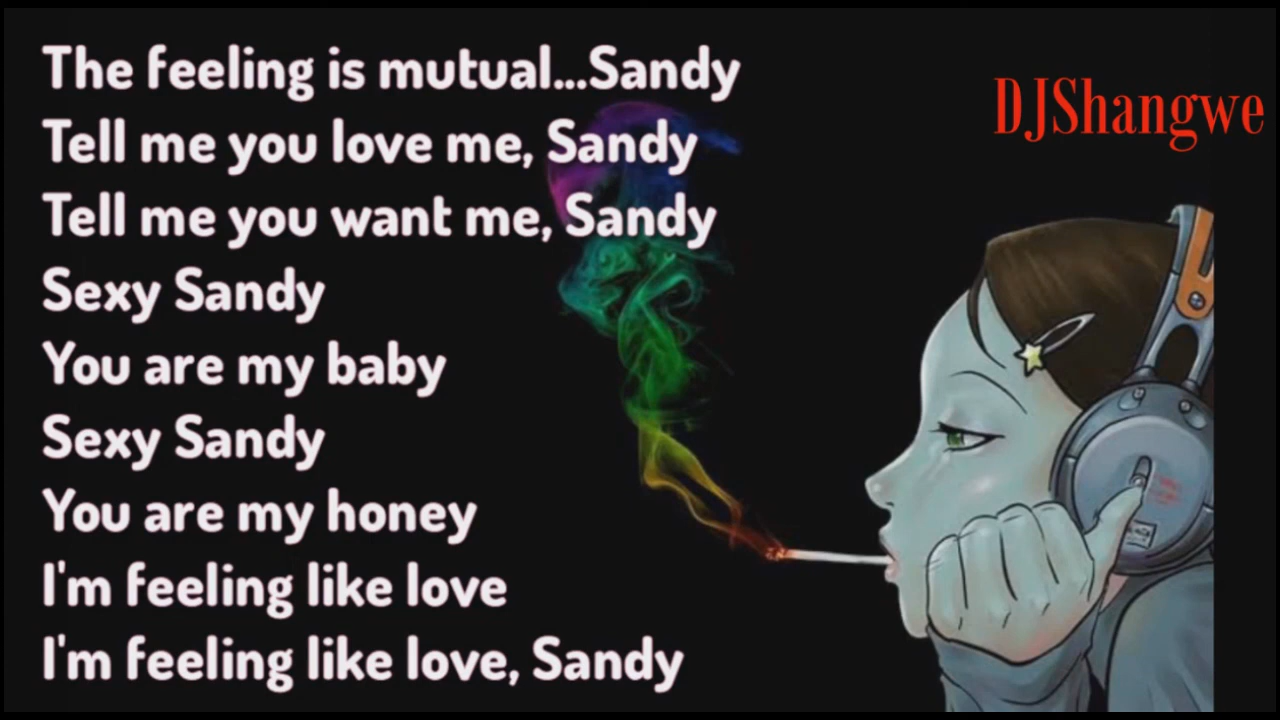 The feeling is mutual...Sandy
DJShangwe
Tell me you love me, Sandy
Tell me you want me, Sandy
Sexy Sandy
You are my baby
Sexy Sandy
You are my honey
I'm feeling like love
I'm feeling like love, Sandy